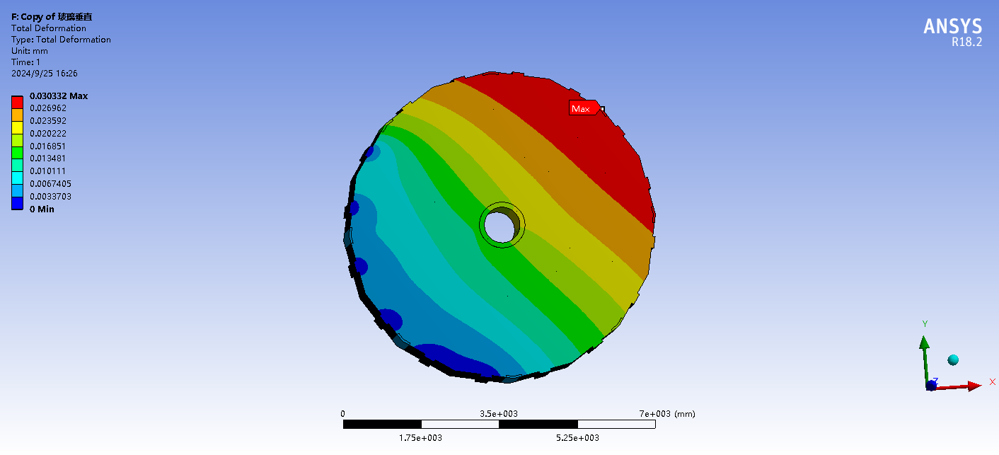 F: Copy of 玻璃垂直
Total Deformation
Type: Total Deformation
Unit: mm
Time: 1
2024/9/25 16:26
0.030332 Max
0.026962
0.023592
0.020222
0.016851
0.013481
0.010111
0.0067405
0.0033703
0 Min
ANSYS
R18.2
Max
Y
Z
X
0 3.5e+003 7e+003 (mm)
1.75e+003 5.25e+003